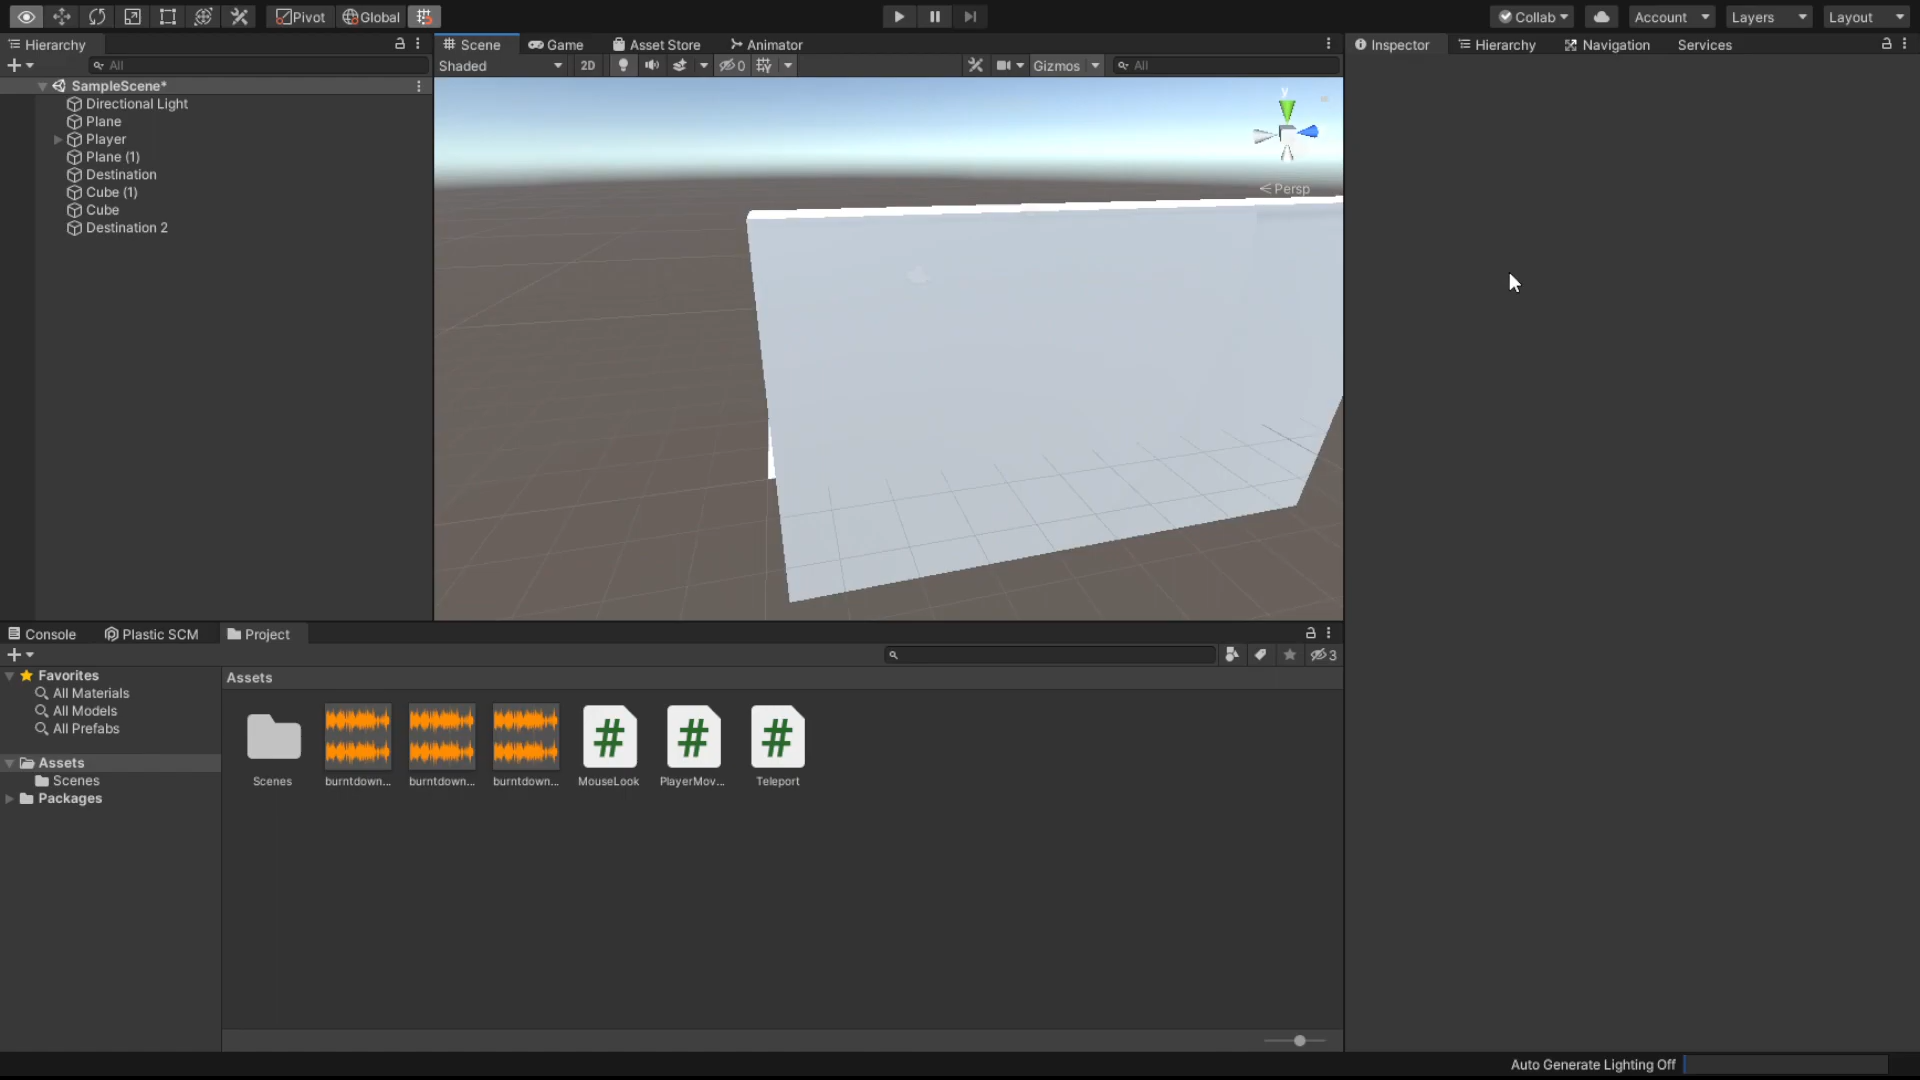 Pivot
Global
Collab
Account
Layers
Layout
Hierarchy
Scene
Game
Asset Store
Animator
Inspector
Hierarchy
Navigation
Services
All
Shaded
2D
0
Gizmos
All
SampleScene*
Directional Light
Plane
Player
Plane (1)
Destination
Cube (1)
Cube
Destination 2
y
Persp
Console
Plastic SCM
Project
3
Favorites
All Materials
All Models
All Prefabs
Assets
Scenes
Packages
Assets
Scenes
burntdown...
burntdown...
burntdown...
MouseLook
PlayerMov...
Teleport
Auto Generate Lighting Off